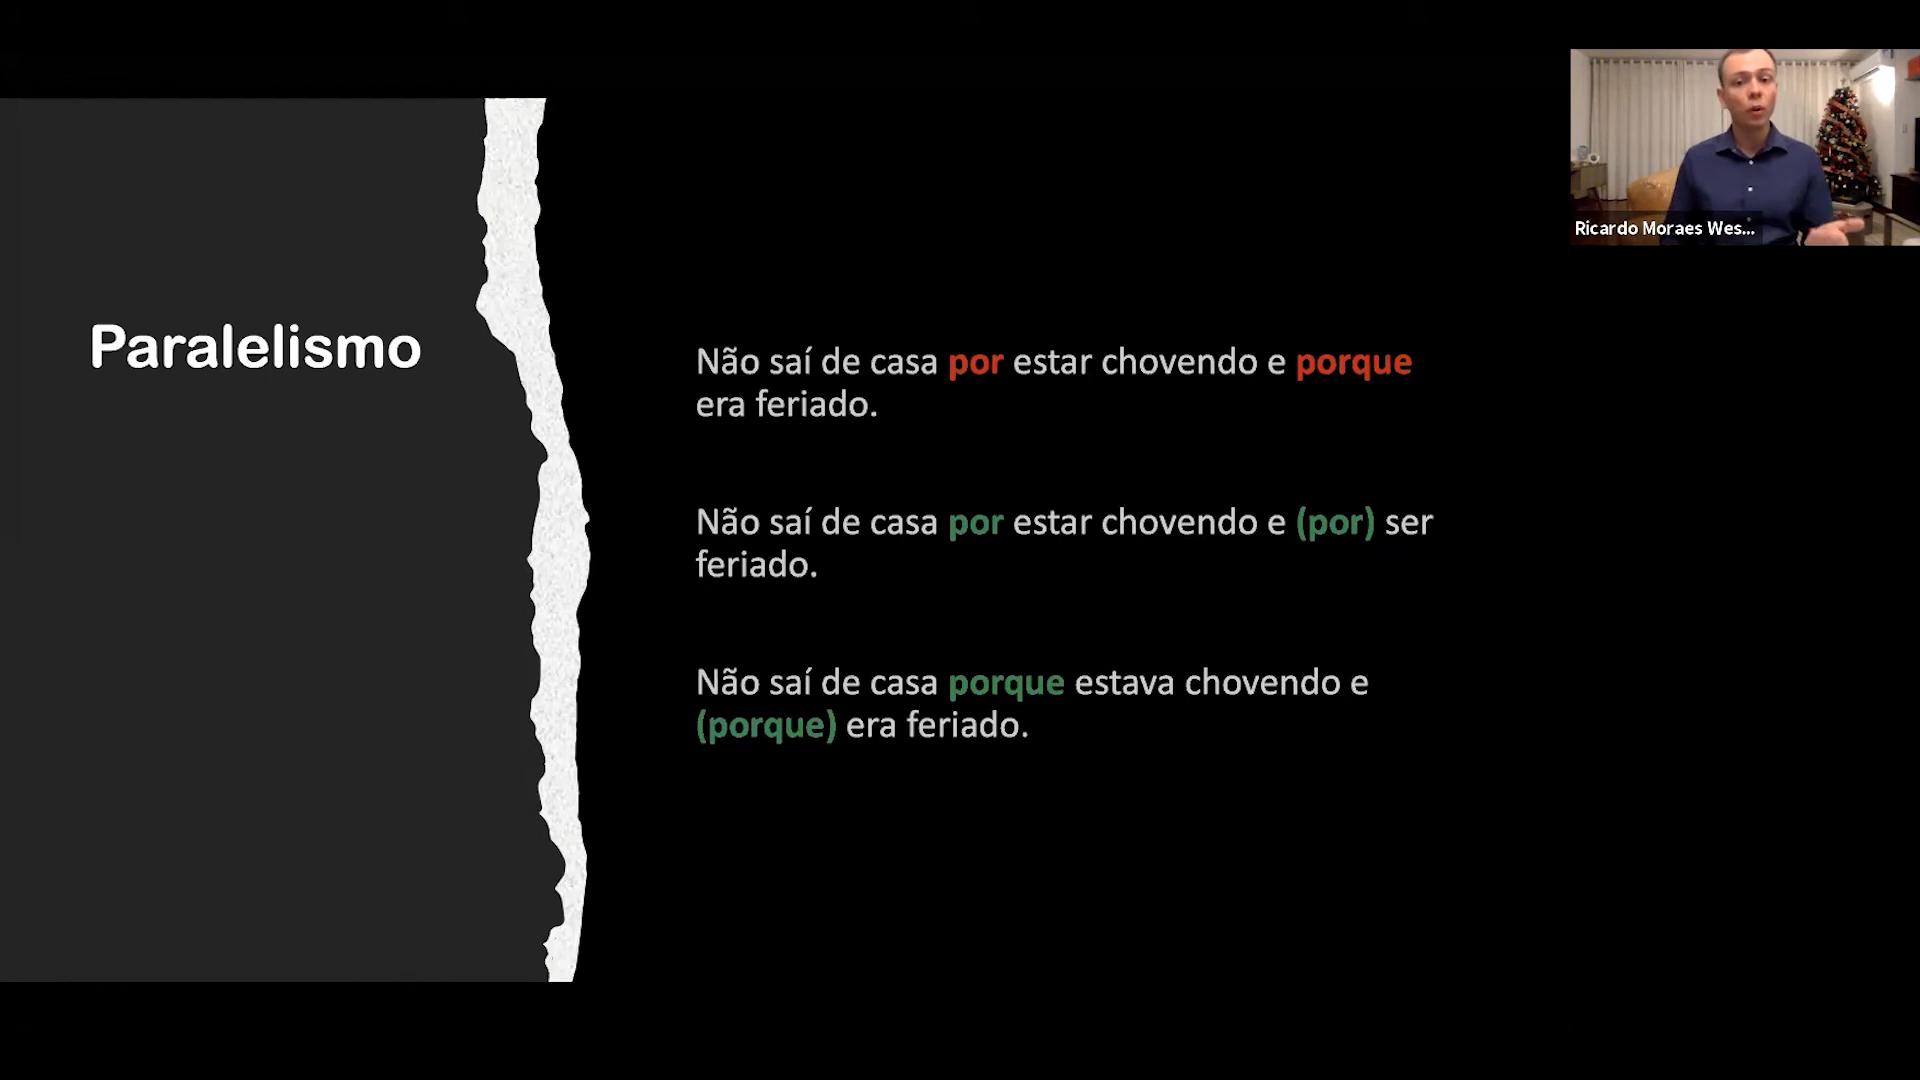 Paralelismo
Não saí de casa por estar chovendo e porque
era feriado.
Não saí de casa por estar chovendo e (por) ser
feriado.
Não saí de casa porque estava chovendo e
(porque) era feriado.
Ricardo Moraes Wes...